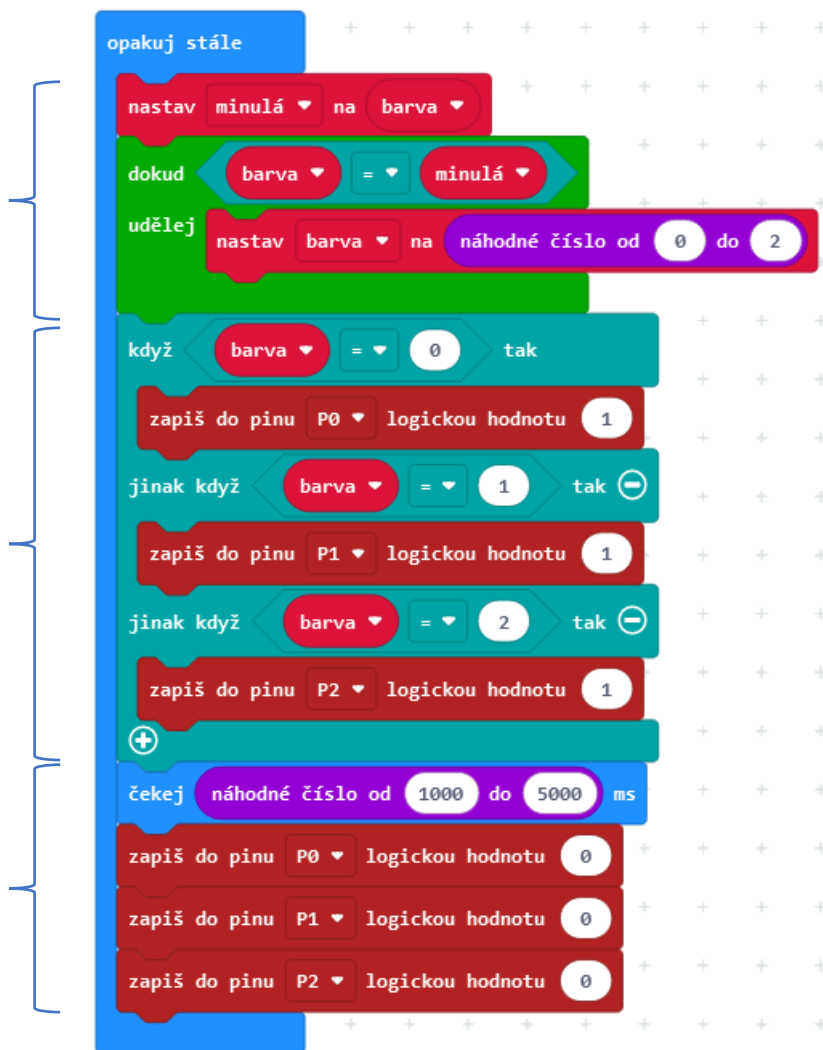 opakuj stále
nastav minulá na barva
dokud barva = minulá
udělej nastav barva na náhodné číslo od 0 do 2
když barva = 0 tak
zapiš do pinu P0 logickou hodnotu 1
jinak když barva = 1 tak
zapiš do pinu P1 logickou hodnotu 1
jinak když barva = 2 tak
zapiš do pinu P2 logickou hodnotu 1
čekej náhodné číslo od 1000 do 5000 ms
zapiš do pinu P0 logickou hodnotu 0
zapiš do pinu P1 logickou hodnotu 0
zapiš do pinu P2 logickou hodnotu 0